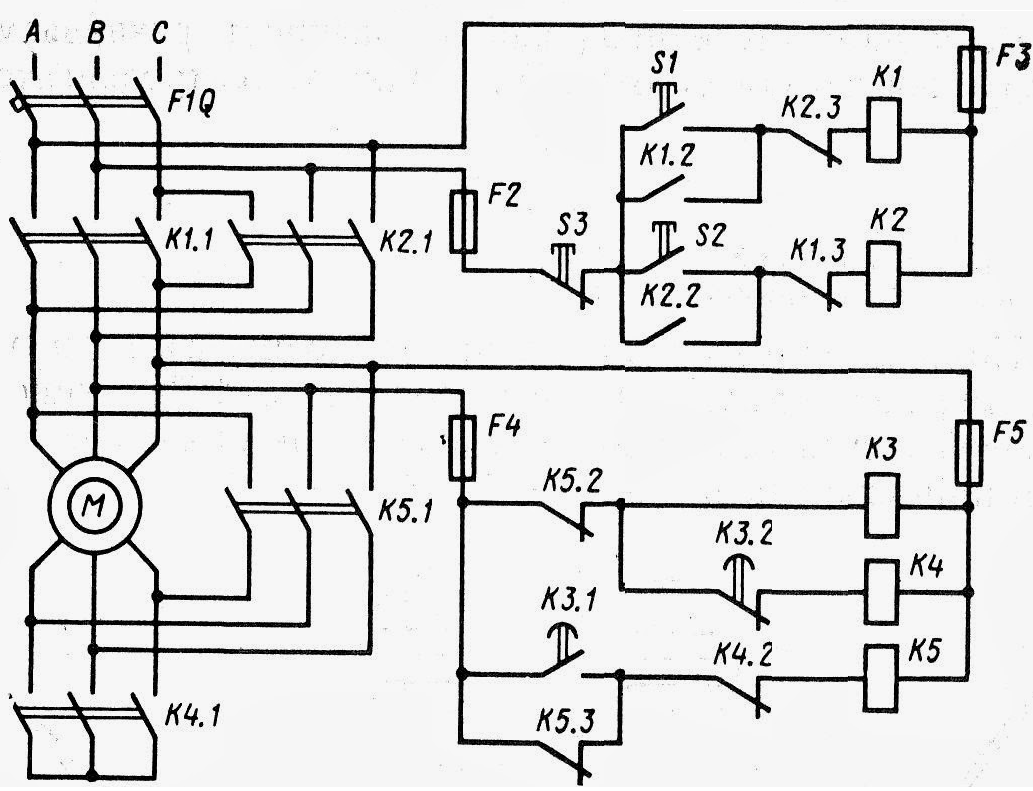 A B C
F1Q
F3
S1
K1
K2.3
K1.2
F2
K2
K1.1
K2.1
S3
S2
K1.3
K2.2
F4
F5
K3
K5.2
M
K5.1
K3.2
K4
K3.1
K4.2
K5
K4.1
K5.3